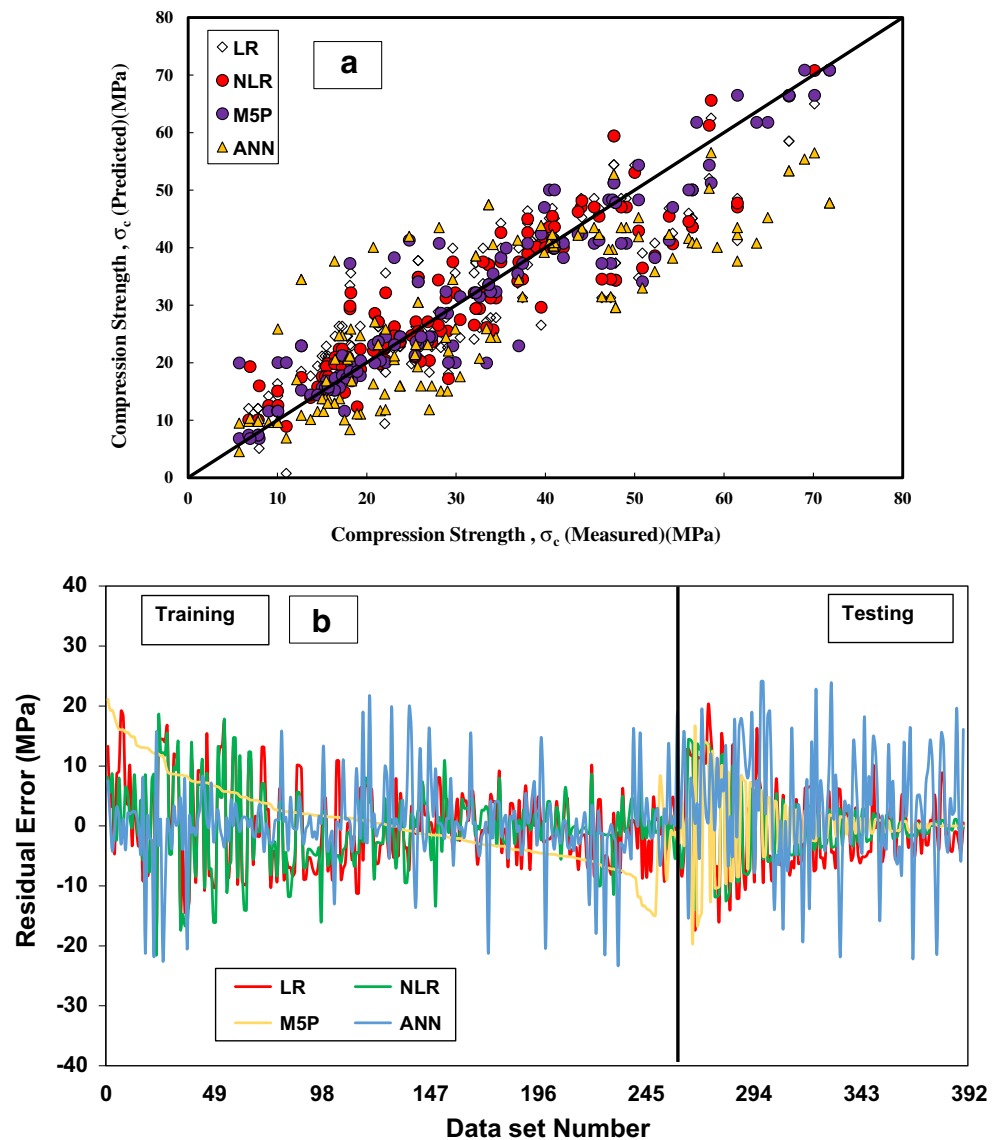 80
70
60
50
40
30
20
10
0
Compression Strength , σc (Predicted)(MPa)
LR
NLR
M5P
ANN
a
0 10 20 30 40 50 60 70 80
Compression Strength , σc (Measured)(MPa)
40
30
20
10
0
-10
-20
-30
-40
Residual Error (MPa)
Training
b
Testing
LR NLR
M5P ANN
0 49 98 147 196 245 294 343 392
Data set Number